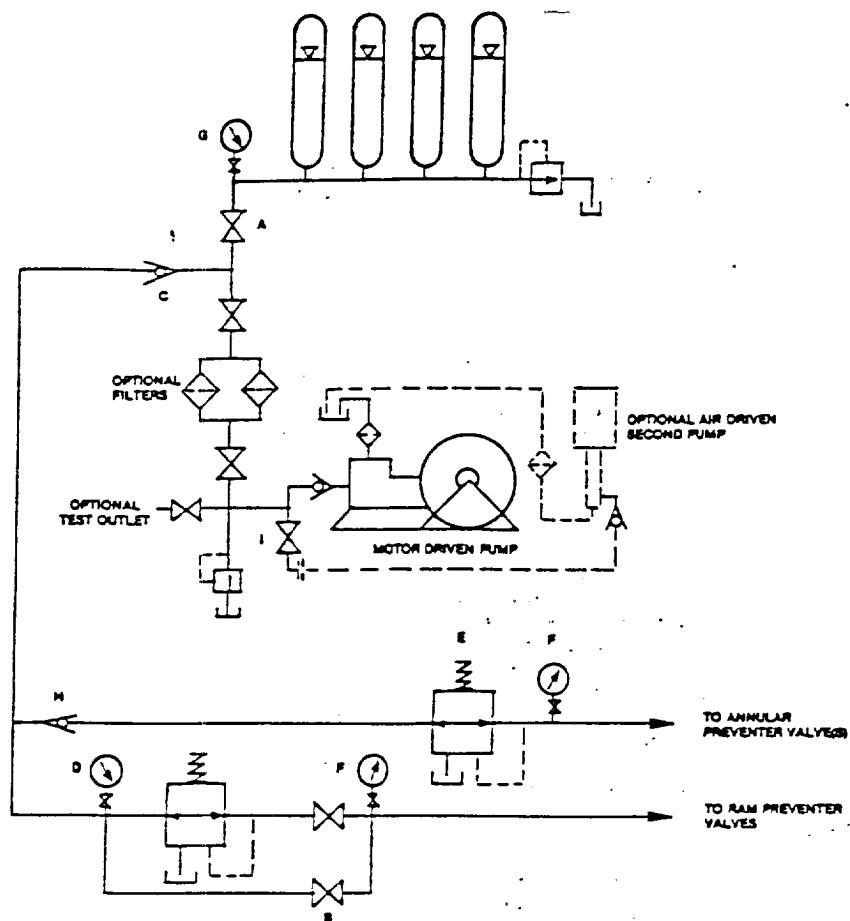 G
A
C
OPTIONAL
FILTERS
OPTIONAL AIR DRIVEN
SECOND PUMP
OPTIONAL
TEST OUTLET
I
MOTOR DRIVEN PUMP
E
F
H
TO ANNULAR
PREVENTER VALVE(S)
D
F
TO RAM PREVENTER
VALVES